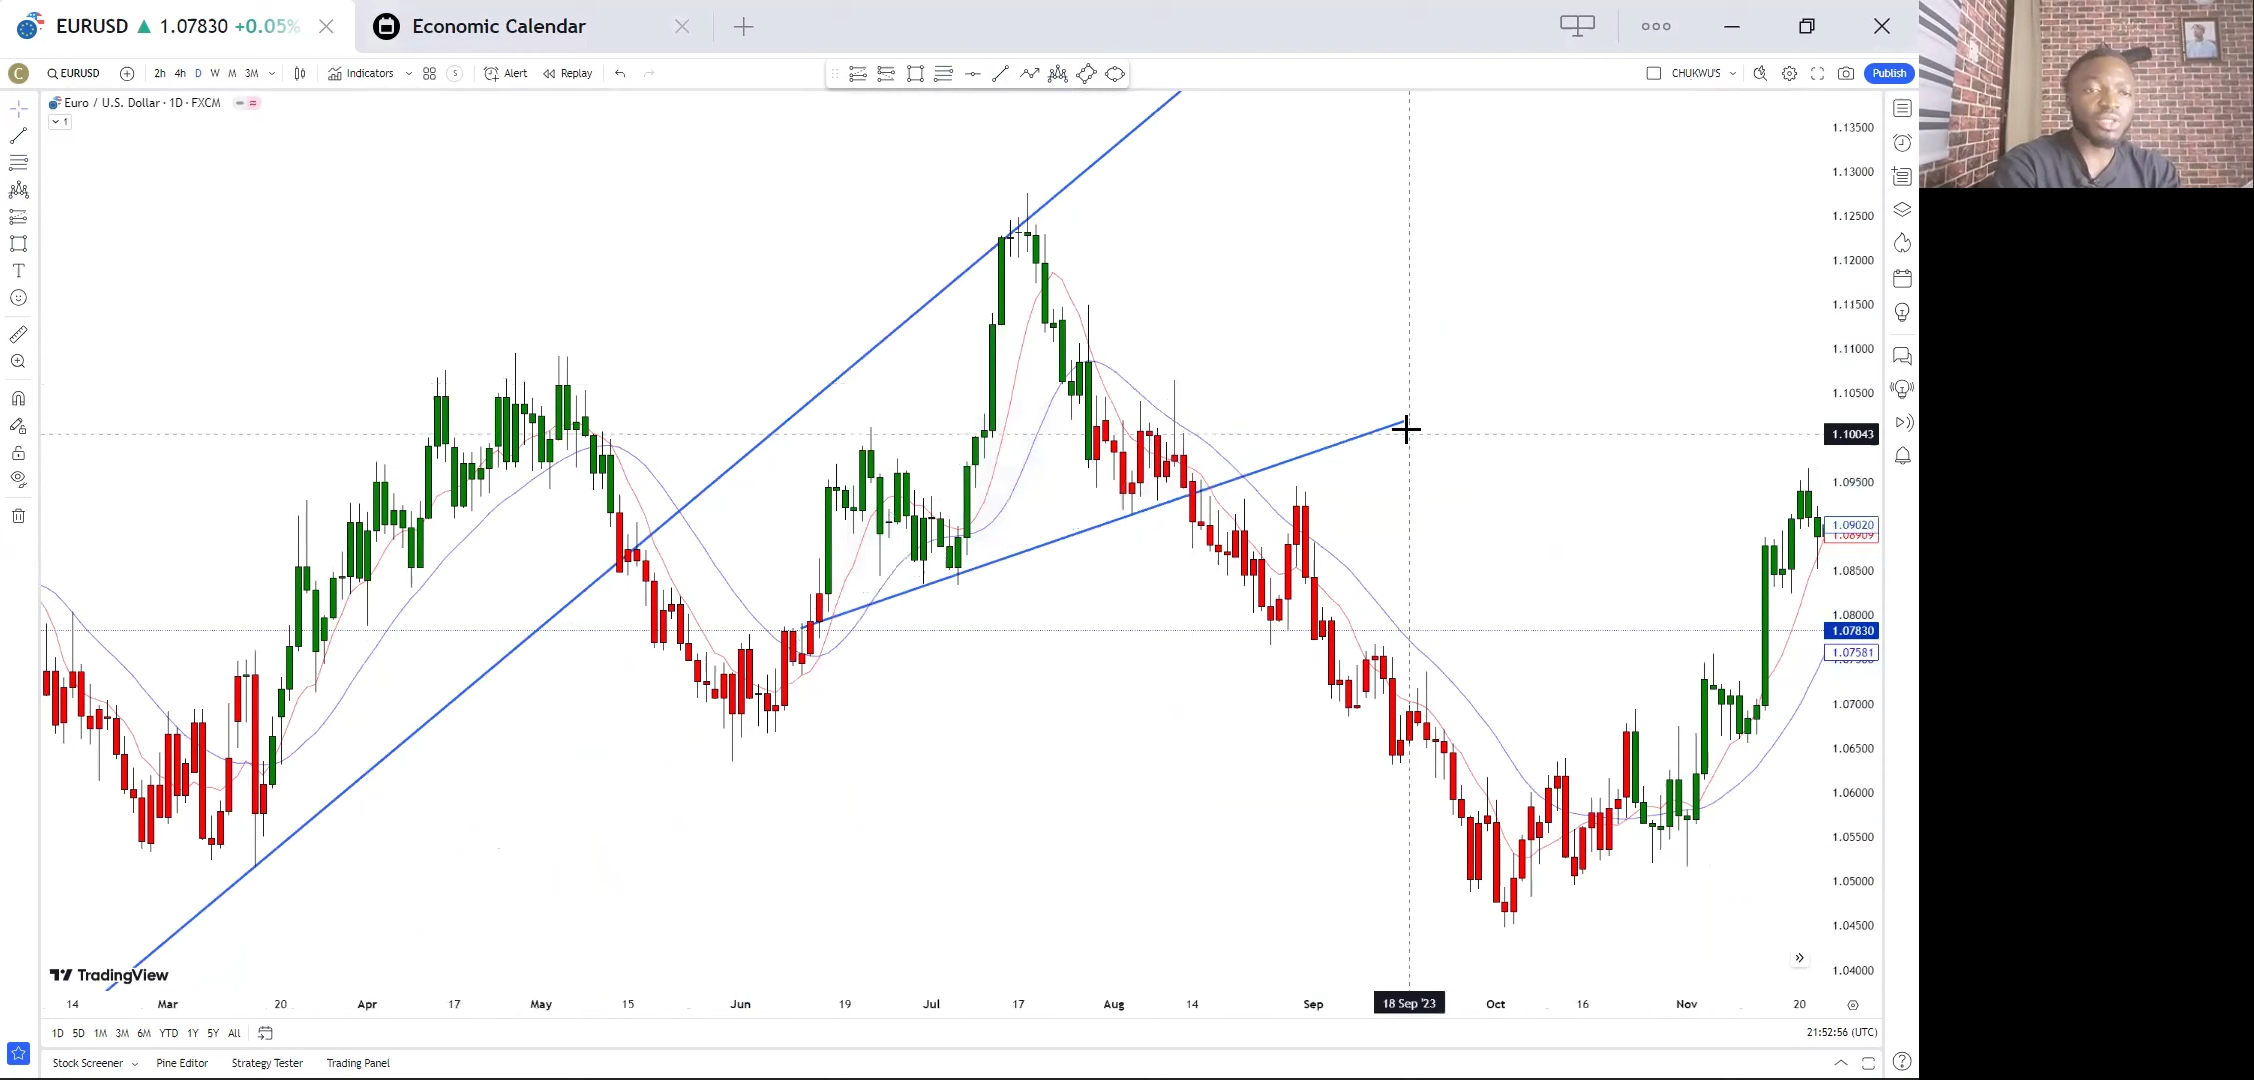 EURUSD 1.07830 +0.05%
Economic Calendar
C EURUSD 2h 4h D W M 3M Indicators S Alert Replay CHUKWU'S Publish
Euro / U.S. Dollar · 1D · FXCM
1
1.13500
1.13000
1.12500
1.12000
1.11500
1.11000
1.10500
1.10043
1.09500
1.09020
1.08909
1.08500
1.08000
1.07830
1.07581
1.07000
1.06500
1.06000
1.05500
1.05000
1.04500
1.04000
TradingView
14 Mar 20 Apr 17 May 15 Jun 19 Jul 17 Aug 14 Sep 18 Sep '23 Oct 16 Nov 20
1D 5D 1M 3M 6M YTD 1Y 5Y All 21:52:56 (UTC)
Stock Screener Pine Editor Strategy Tester Trading Panel